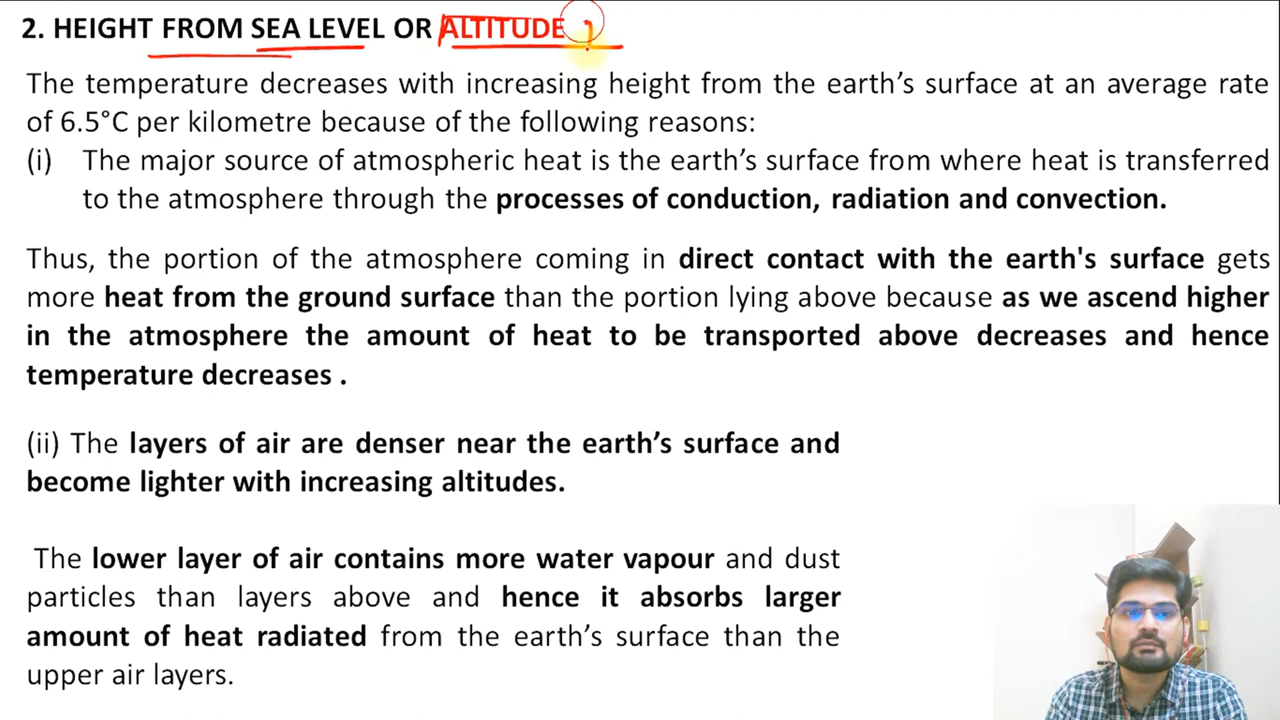 2. HEIGHT FROM SEA LEVEL OR ALTITUDE
The temperature decreases with increasing height from the earth’s surface at an average rate
of 6.5°C per kilometre because of the following reasons:
(i) The major source of atmospheric heat is the earth’s surface from where heat is transferred
to the atmosphere through the processes of conduction, radiation and convection.
Thus, the portion of the atmosphere coming in direct contact with the earth's surface gets
more heat from the ground surface than the portion lying above because as we ascend higher
in the atmosphere the amount of heat to be transported above decreases and hence
temperature decreases .
(ii) The layers of air are denser near the earth’s surface and
become lighter with increasing altitudes.
The lower layer of air contains more water vapour and dust
particles than layers above and hence it absorbs larger
amount of heat radiated from the earth’s surface than the
upper air layers.